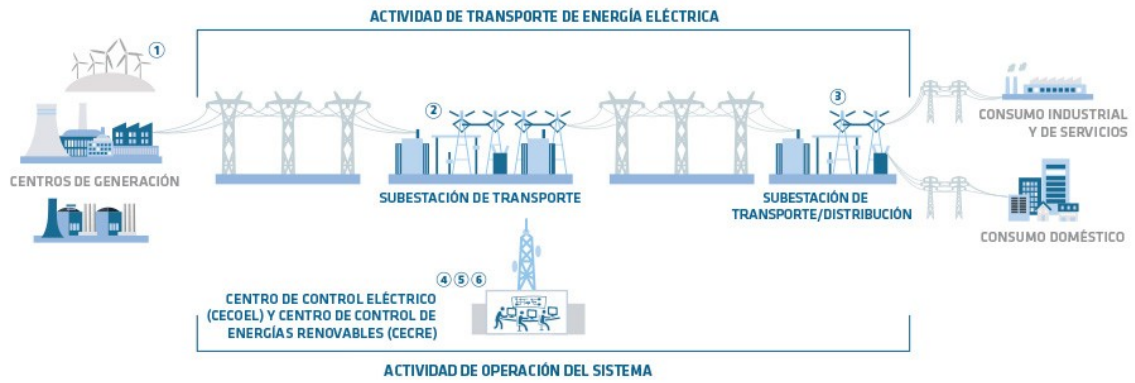 ACTIVIDAD DE TRANSPORTE DE ENERGÍA ELÉCTRICA
1
2
3
CONSUMO INDUSTRIAL
Y DE SERVICIOS
CENTROS DE GENERACIÓN
SUBESTACIÓN DE TRANSPORTE
SUBESTACIÓN DE
TRANSPORTE/DISTRIBUCIÓN
CONSUMO DOMÉSTICO
4 5 6
CENTRO DE CONTROL ELÉCTRICO
(CECOEL) Y CENTRO DE CONTROL DE
ENERGÍAS RENOVABLES (CECRE)
ACTIVIDAD DE OPERACIÓN DEL SISTEMA